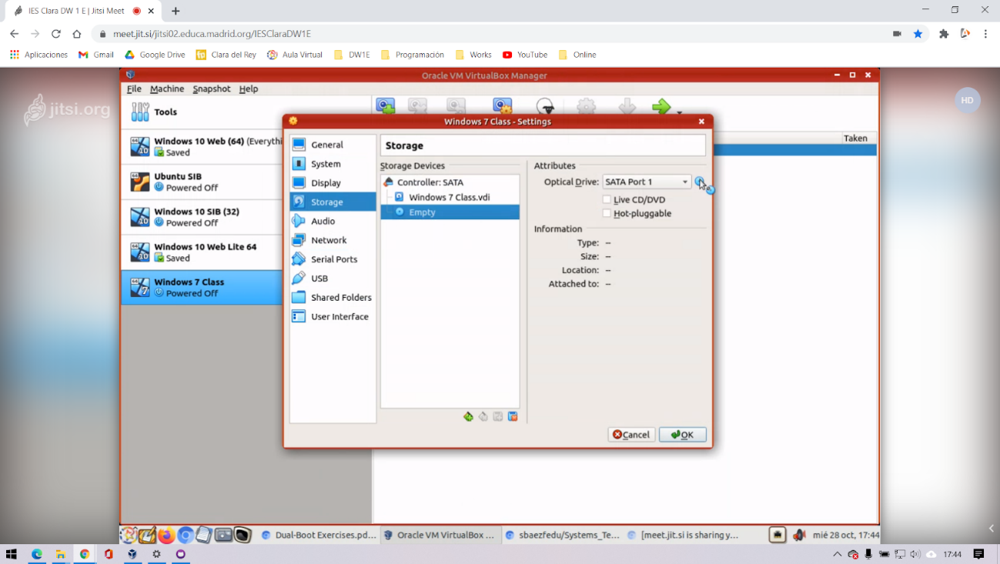 IES Clara DW 1 E | Jitsi Meet
meet.jit.si/jitsi02.educa.madrid.org/IESClaraDW1E
Aplicaciones Gmail Google Drive Clara del Rey Aula Virtual DW1E Programación Works YouTube Online
jitsi.org
HD
Oracle VM VirtualBox Manager
File Machine Snapshot Help
Tools
Taken
Windows 10 Web (64) (Everythi
Saved
Ubuntu SIB
Powered Off
Windows 10 SIB (32)
Powered Off
Windows 10 Web Lite 64
Saved
Windows 7 Class
Powered Off
Windows 7 Class - Settings
General
System
Display
Storage
Audio
Network
Serial Ports
USB
Shared Folders
User Interface
Storage
Storage Devices
Controller: SATA
Windows 7 Class.vdi
Empty
Attributes
Optical Drive: SATA Port 1
Live CD/DVD
Hot-pluggable
Information
Type: --
Size: --
Location: --
Attached to: --
Cancel OK
Dual-Boot Exercises.pd... Oracle VM VirtualBox ... sbaezfedu/Systems_Te... [meet.jit.si is sharing y... mié 28 oct, 17:44
17:44